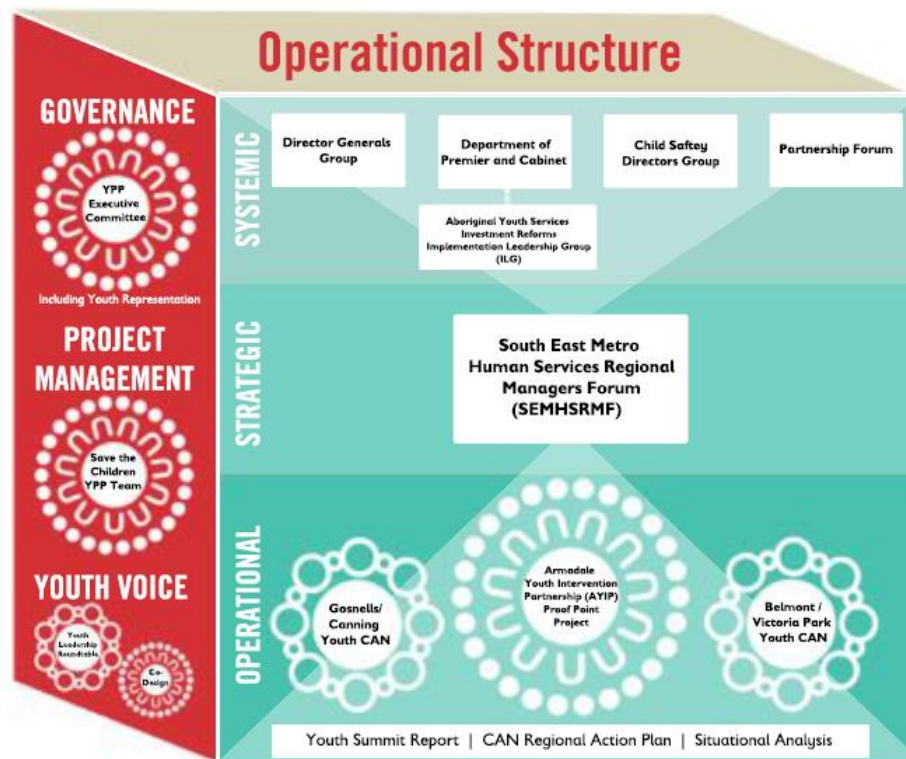 Operational Structure
GOVERNANCE
YPP
Executive
Committee
Including Youth Representation
PROJECT
MANAGEMENT
Save the
Children
YPP Team
YOUTH VOICE
Youth
Leadership
Roundtable
Co-
Design
SYSTEMIC
Director Generals
Group
Department of
Premier and Cabinet
Child Saftey
Directors Group
Partnership Forum
Aboriginal Youth Services
Investment Reforms
Implementation Leadership Group
(ILG)
STRATEGIC
South East Metro
Human Services Regional
Managers Forum
(SEMHSRMF)
OPERATIONAL
Gosnells/
Canning
Youth CAN
Armadale
Youth Intervention
Partnership (AYIP)
Proof Point
Project
Belmont /
Victoria Park
Youth CAN
Youth Summit Report | CAN Regional Action Plan | Situational Analysis